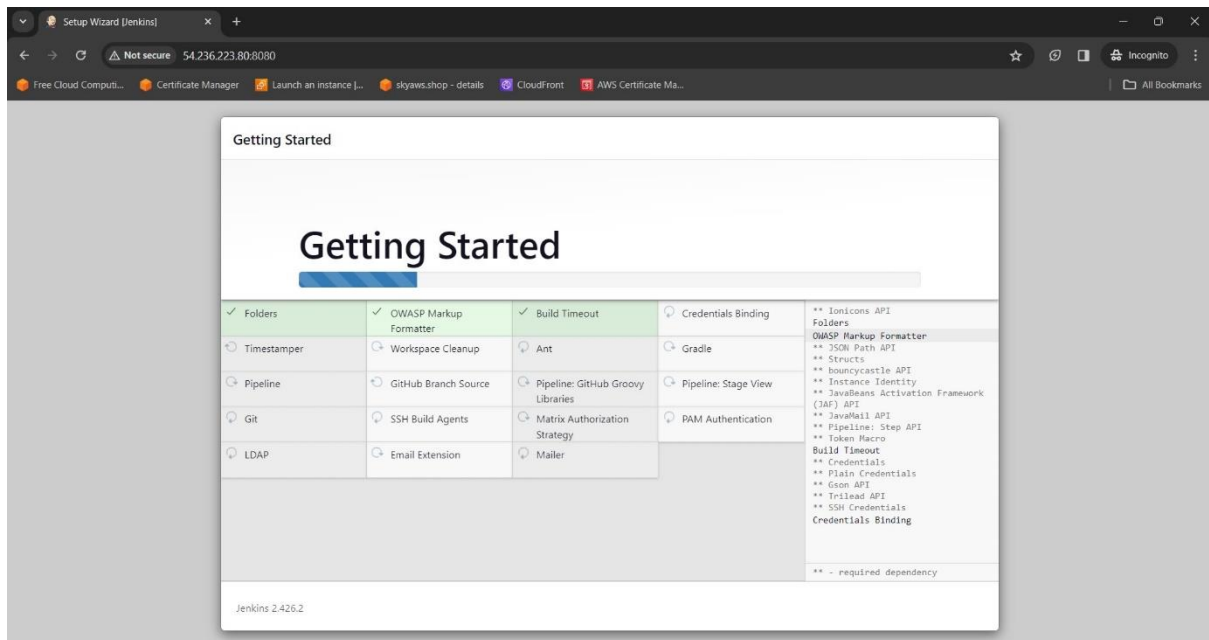 Setup Wizard [Jenkins]
Not secure 54.236.223.80:8080
Incognito
Free Cloud Computi...
Certificate Manager
Launch an instance |...
skyaws.shop - details
CloudFront
AWS Certificate Ma...
All Bookmarks
Getting Started
Getting Started
Folders
OWASP Markup
Formatter
Build Timeout
Credentials Binding
Timestamper
Workspace Cleanup
Ant
Gradle
Pipeline
GitHub Branch Source
Pipeline: GitHub Groovy
Libraries
Pipeline: Stage View
Git
SSH Build Agents
Matrix Authorization
Strategy
PAM Authentication
LDAP
Email Extension
Mailer
** Ionicons API
Folders
OWASP Markup Formatter
** JSON Path API
** Structs
** bouncycastle API
** Instance Identity
** JavaBeans Activation Framework
(JAF) API
** JavaMail API
** Pipeline: Step API
** Token Macro
Build Timeout
** Credentials
** Plain Credentials
** Gson API
** Trilead API
** SSH Credentials
Credentials Binding
** - required dependency
Jenkins 2.426.2